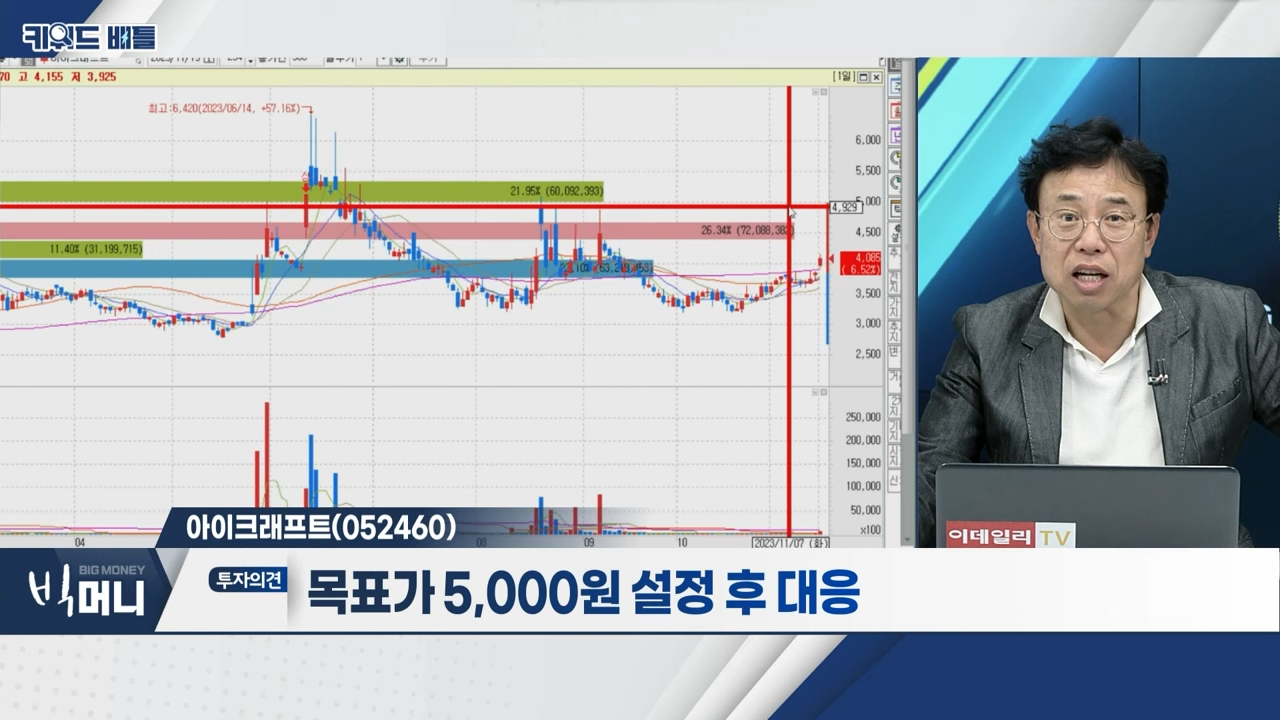 키워드 배틀
70 고 4,155 저 3,925
[1일]
최고:6,420(2023/06/14, +57.16%)
6,000
5,500
21.95% (60,092,393)
5,000
4,929
26.34% (72,088,383)
4,500
11.40% (31,199,715)
4,085
( 6.52%)
3,500
3,000
2,500
250,000
200,000
150,000
100,000
50,000
x100
04
08
09
10
2023/11/07 (화)
아이크래프트(052460)
이데일리 TV
BIG MONEY
빅머니
투자의견
목표가 5,000원 설정 후 대응